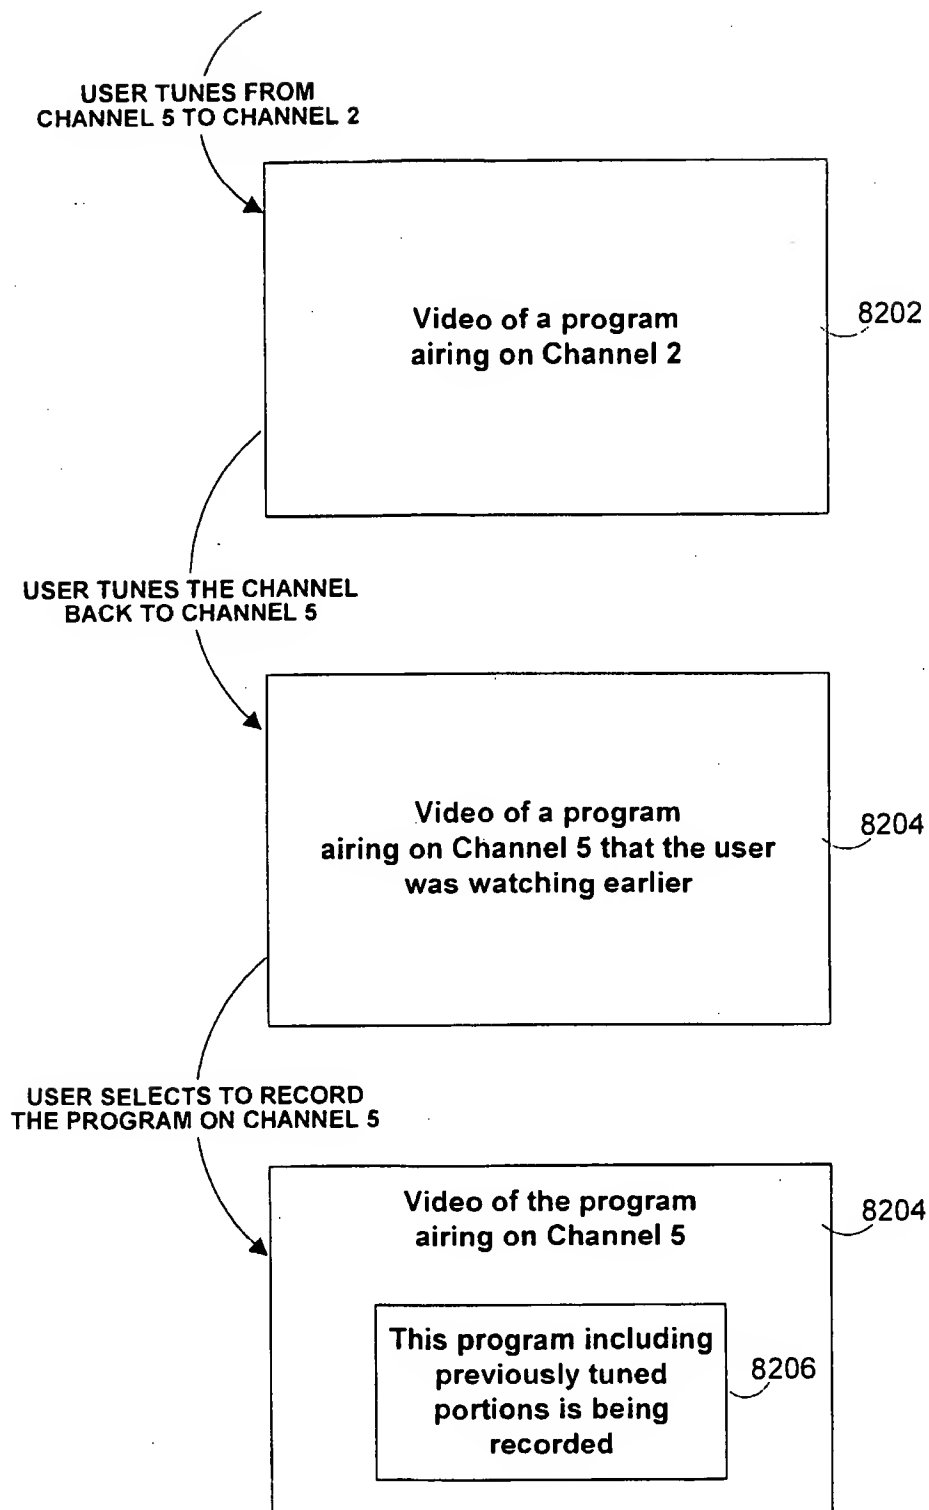 USER TUNES FROM
CHANNEL 5 TO CHANNEL 2
Video of a program
airing on Channel 2
8202
USER TUNES THE CHANNEL
BACK TO CHANNEL 5
Video of a program
airing on Channel 5 that the user
was watching earlier
8204
USER SELECTS TO RECORD
THE PROGRAM ON CHANNEL 5
Video of the program
airing on Channel 5
8204
This program including
previously tuned
portions is being
recorded
8206